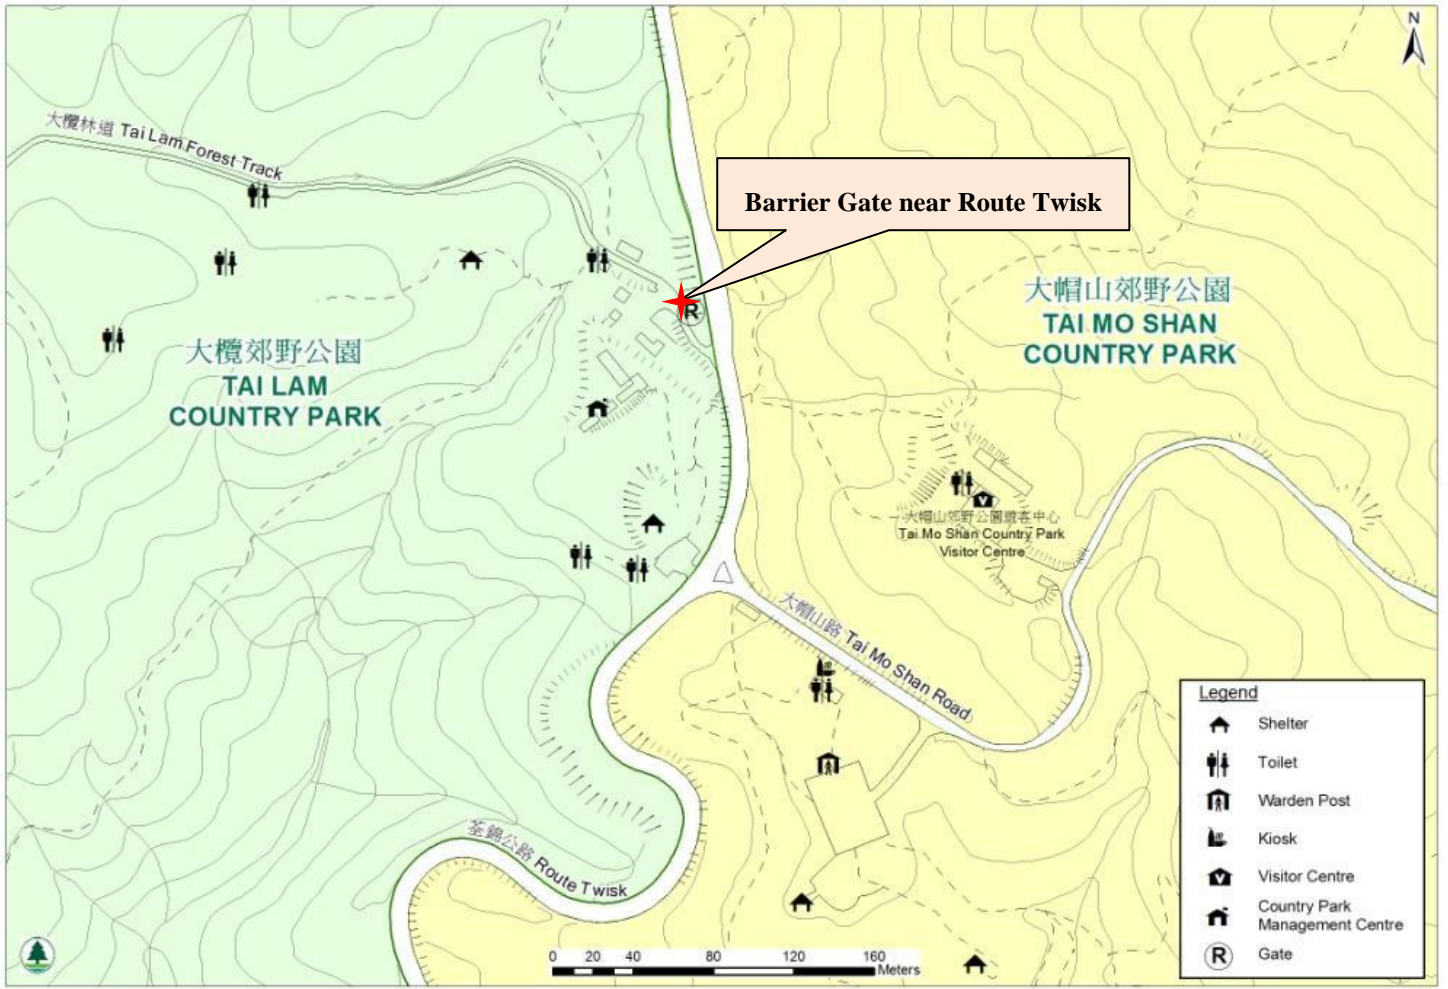 N
大欖林道 Tai Lam Forest Track
Barrier Gate near Route Twisk
R
大帽山郊野公園
TAI MO SHAN
COUNTRY PARK
大欖郊野公園
TAI LAM
COUNTRY PARK
大帽山郊野公園遊客中心
Tai Mo Shan Country Park
Visitor Centre
大帽山路 Tai Mo Shan Road
荃錦公路 Route Twisk
Legend
Shelter
Toilet
Warden Post
Kiosk
V Visitor Centre
Country Park
Management Centre
R Gate
0 20 40 80 120 160
Meters